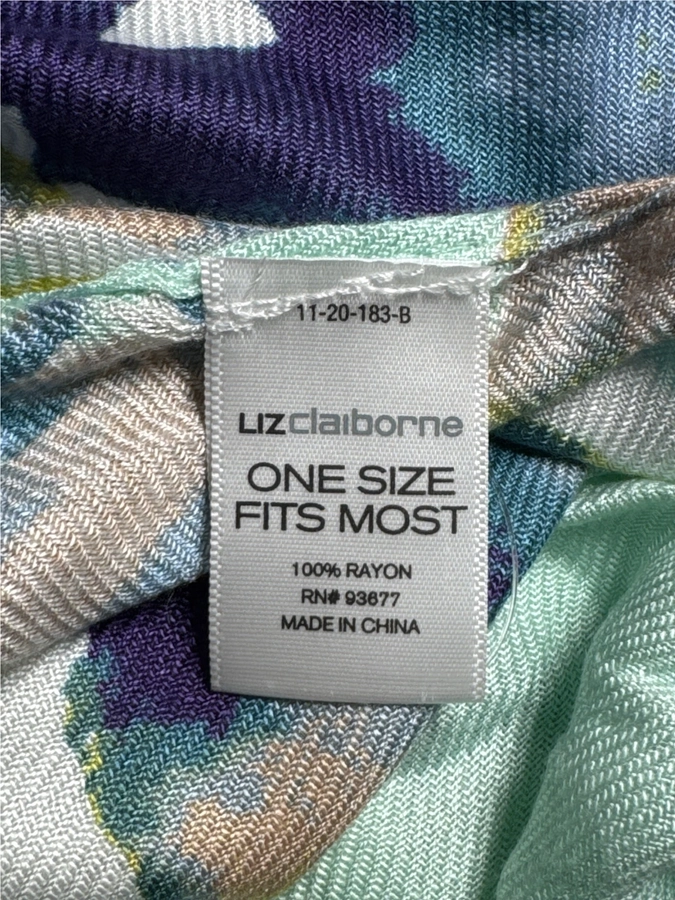 11-20-183-B
LIZclaiborne
ONE SIZE
FITS MOST
100% RAYON
RN# 93677
MADE IN CHINA